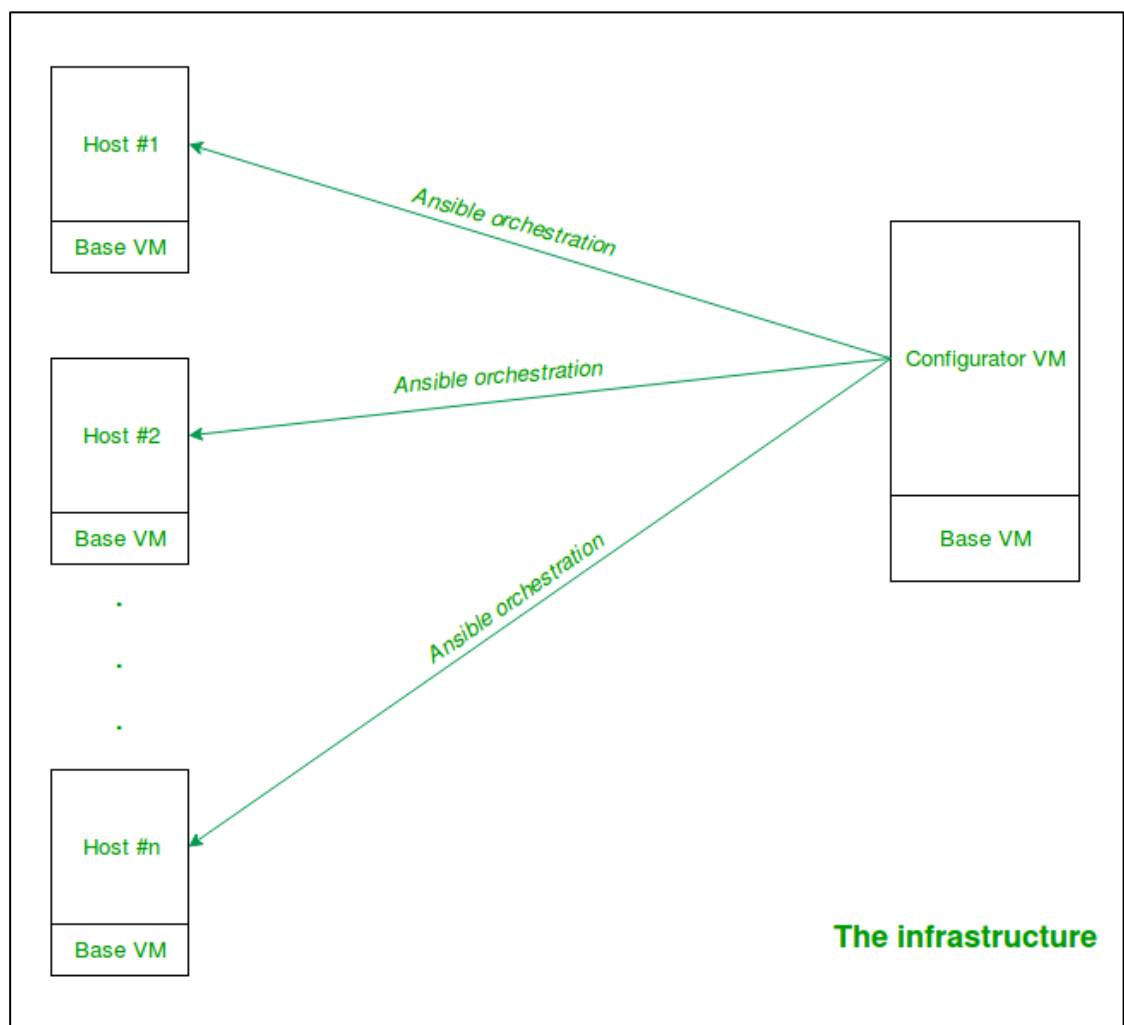 Host #1
Base VM
Ansible orchestration
Configurator VM
Base VM
Host #2
Base VM
Ansible orchestration
.
.
.
Ansible orchestration
Host #n
Base VM
The infrastructure